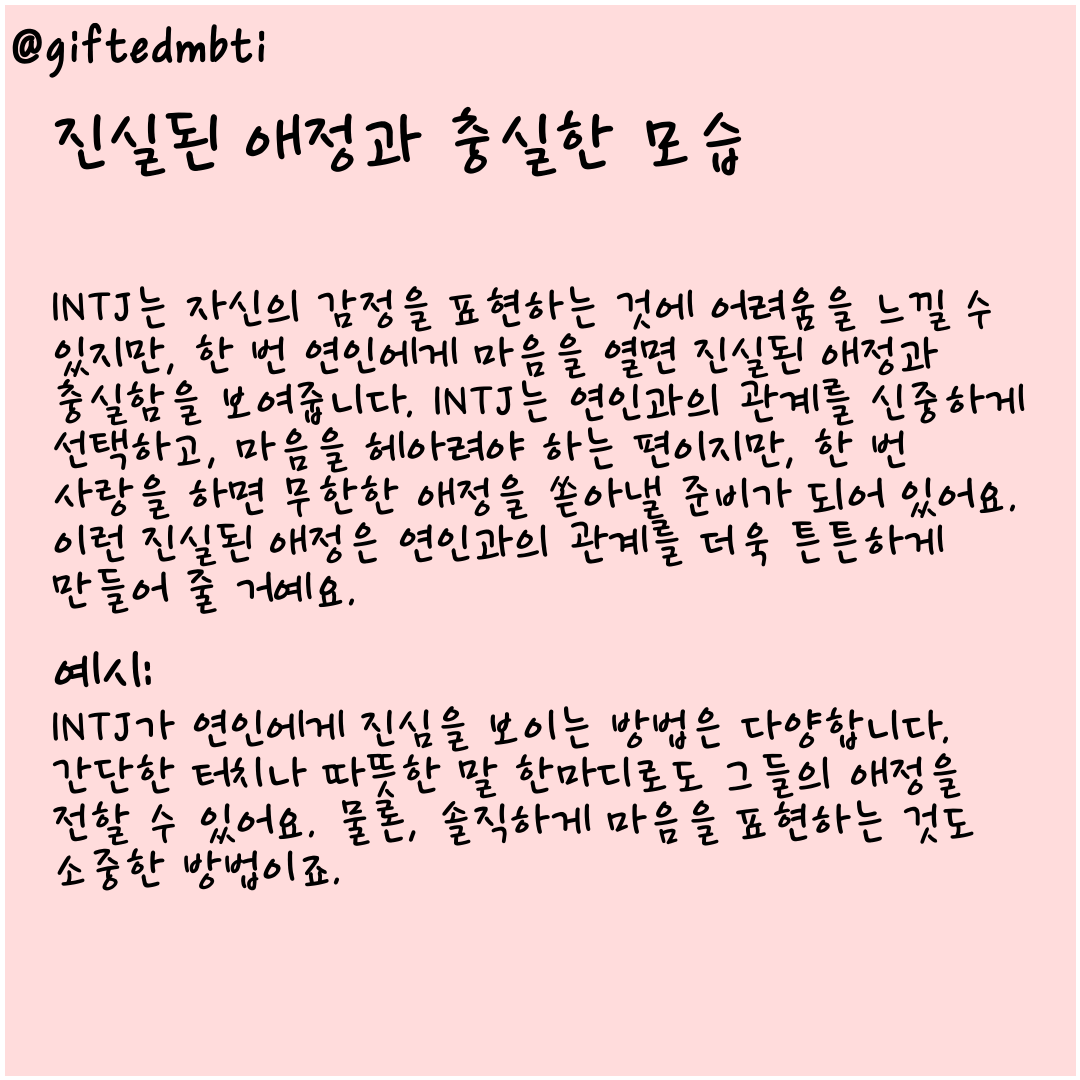 @giftedmbti
진실된 애정과 충실한 모습
INTJ는 자신의 감정을 표현하는 것에 어려움을 느낄 수
있지만, 한 번 연인에게 마음을 열면 진실된 애정과
충실함을 보여줍니다. INTJ는 연인과의 관계를 신중하게
선택하고, 마음을 헤아려야 하는 편이지만, 한 번
사랑을 하면 무한한 애정을 쏟아낼 준비가 되어 있어요.
이런 진실된 애정은 연인과의 관계를 더욱 튼튼하게
만들어 줄 거예요.
예시:
INTJ가 연인에게 진심을 보이는 방법은 다양합니다.
간단한 터치나 따뜻한 말 한마디로도 그들의 애정을
전할 수 있어요. 물론, 솔직하게 마음을 표현하는 것도
소중한 방법이죠.